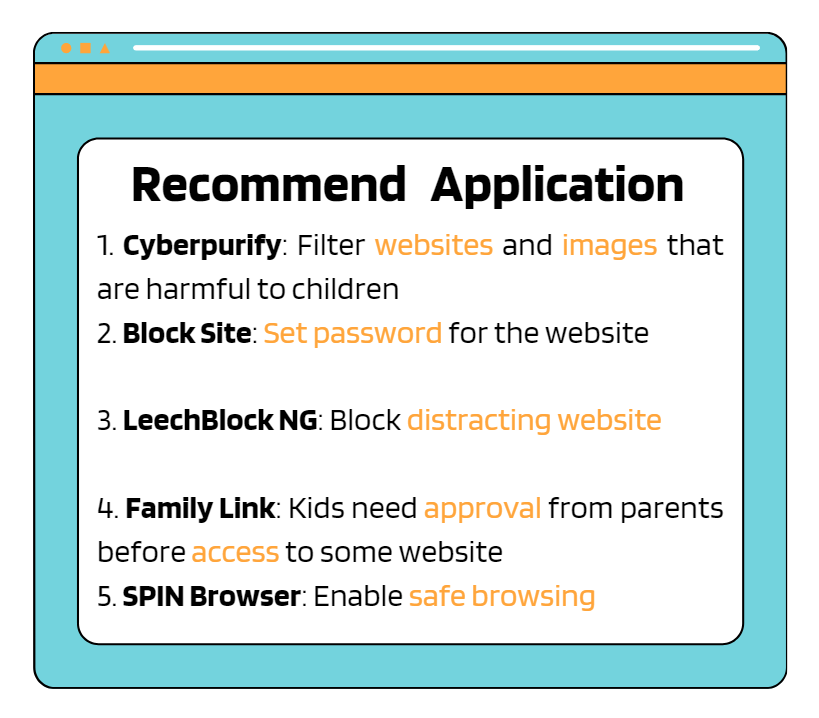 Recommend Application
1. Cyberpurify: Filter websites and images that
are harmful to children
2. Block Site: Set password for the website
3. LeechBlock NG: Block distracting website
4. Family Link: Kids need approval from parents
before access to some website
5. SPIN Browser: Enable safe browsing